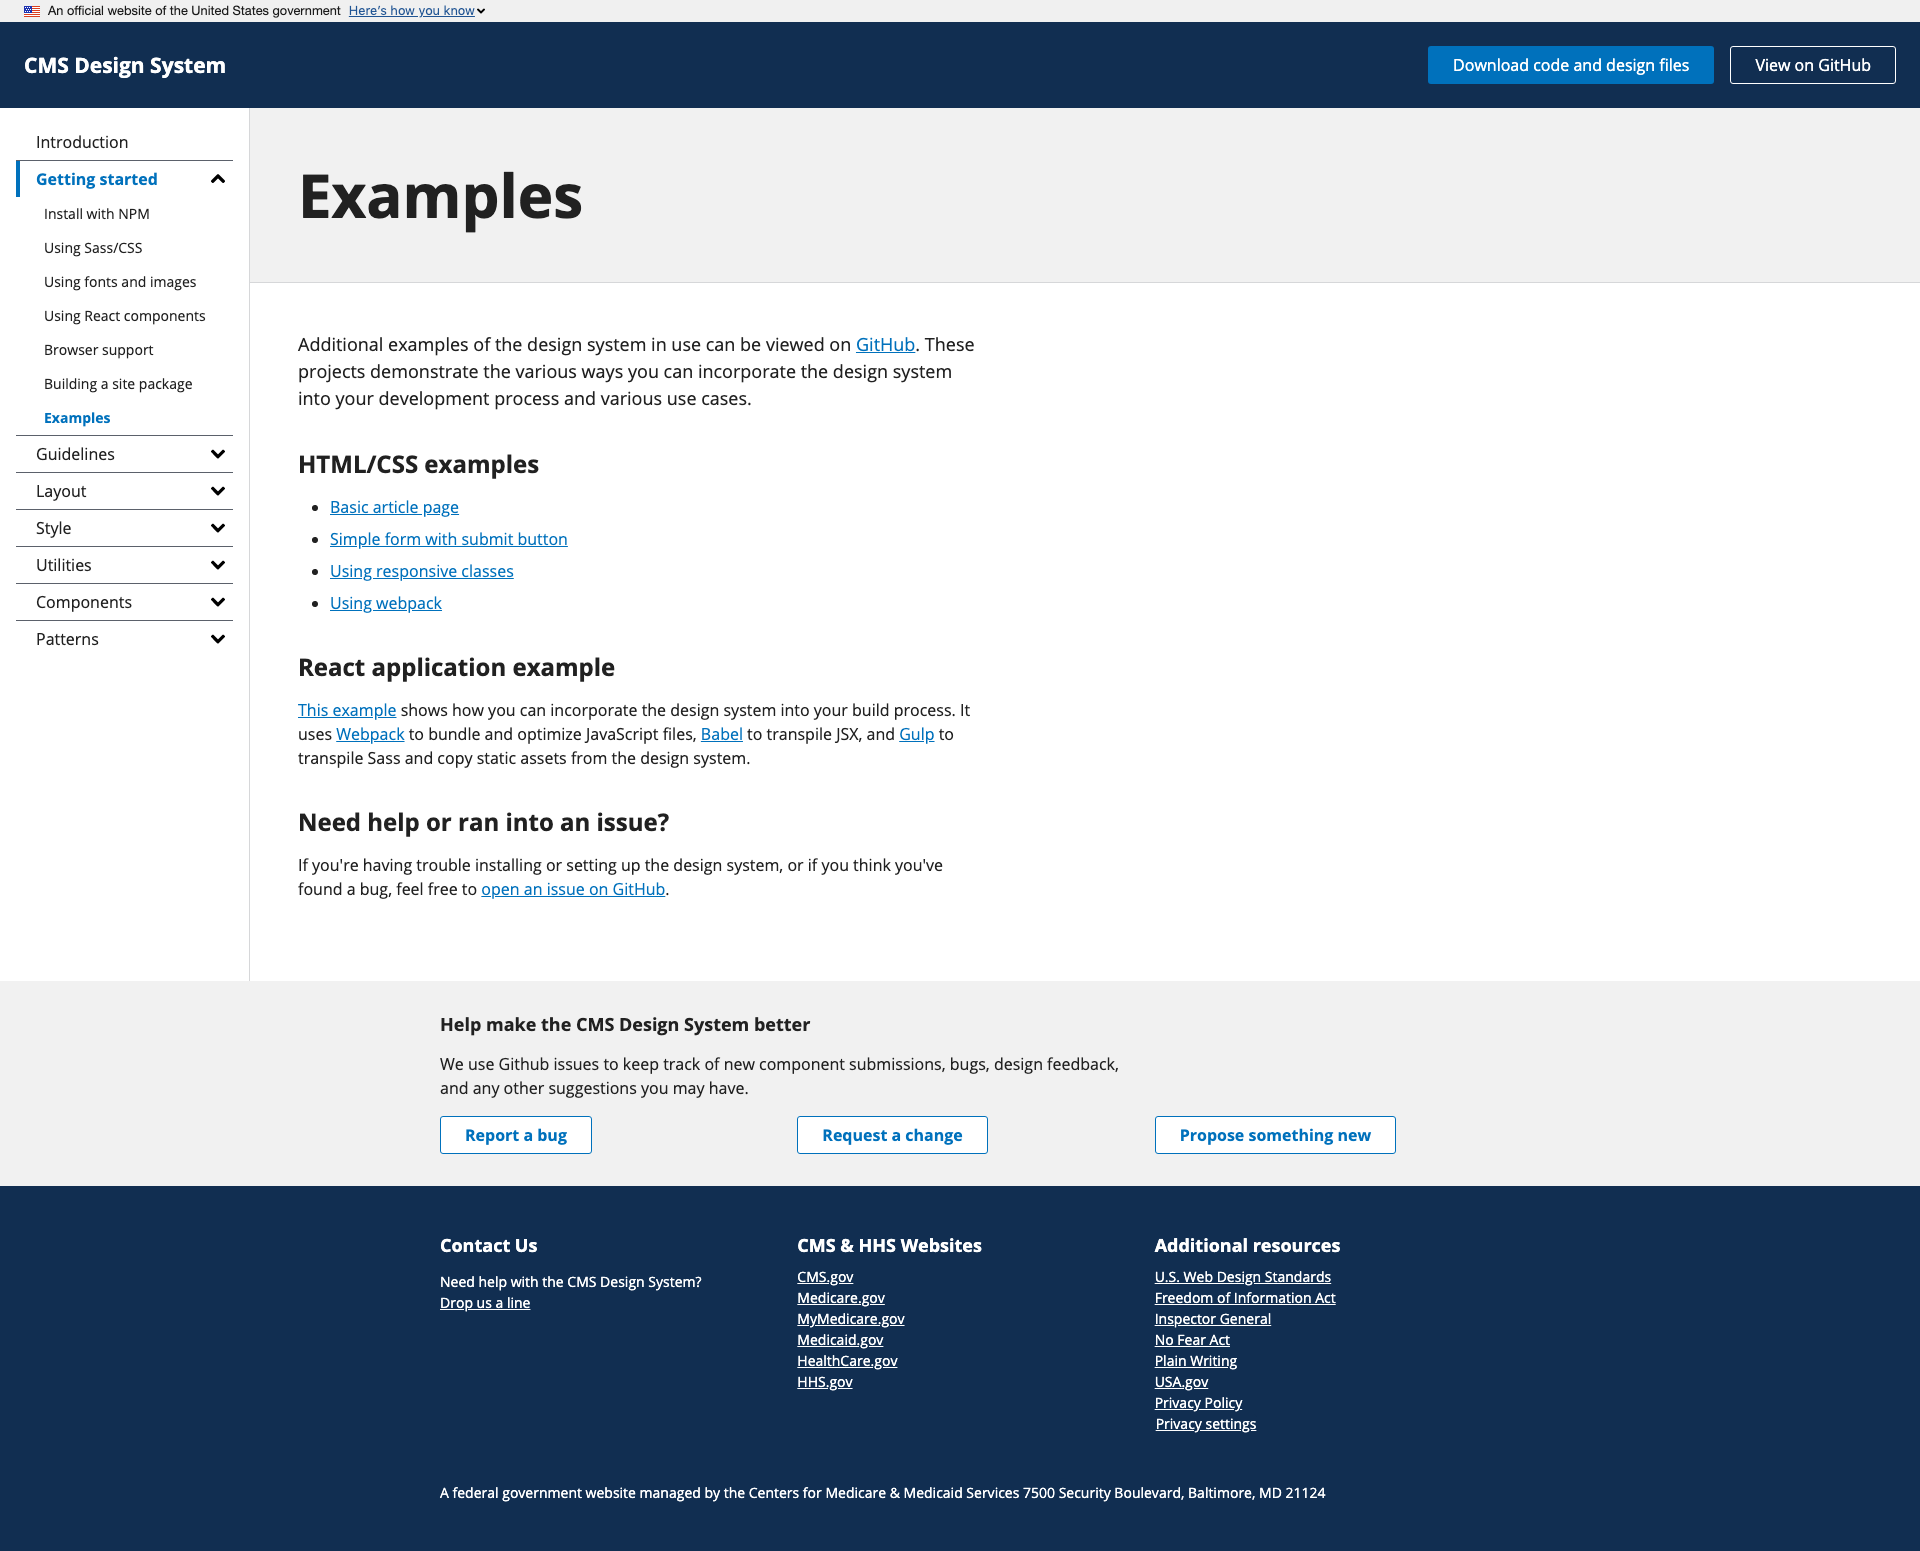 An official website of the United States government Here's how you know
CMS Design System
Download code and design files
View on GitHub
Introduction
Getting started
Install with NPM
Using Sass/CSS
Using fonts and images
Using React components
Browser support
Building a site package
Examples
Guidelines
Layout
Style
Utilities
Components
Patterns
Examples
Additional examples of the design system in use can be viewed on GitHub. These
projects demonstrate the various ways you can incorporate the design system
into your development process and various use cases.
HTML/CSS examples
Basic article page
Simple form with submit button
Using responsive classes
Using webpack
React application example
This example shows how you can incorporate the design system into your build process. It
uses Webpack to bundle and optimize JavaScript files, Babel to transpile JSX, and Gulp to
transpile Sass and copy static assets from the design system.
Need help or ran into an issue?
If you're having trouble installing or setting up the design system, or if you think you've
found a bug, feel free to open an issue on GitHub.
Help make the CMS Design System better
We use Github issues to keep track of new component submissions, bugs, design feedback,
and any other suggestions you may have.
Report a bug
Request a change
Propose something new
Contact Us
Need help with the CMS Design System?
Drop us a line
CMS & HHS Websites
CMS.gov
Medicare.gov
MyMedicare.gov
Medicaid.gov
HealthCare.gov
HHS.gov
Additional resources
U.S. Web Design Standards
Freedom of Information Act
Inspector General
No Fear Act
Plain Writing
USA.gov
Privacy Policy
Privacy settings
A federal government website managed by the Centers for Medicare & Medicaid Services 7500 Security Boulevard, Baltimore, MD 21124